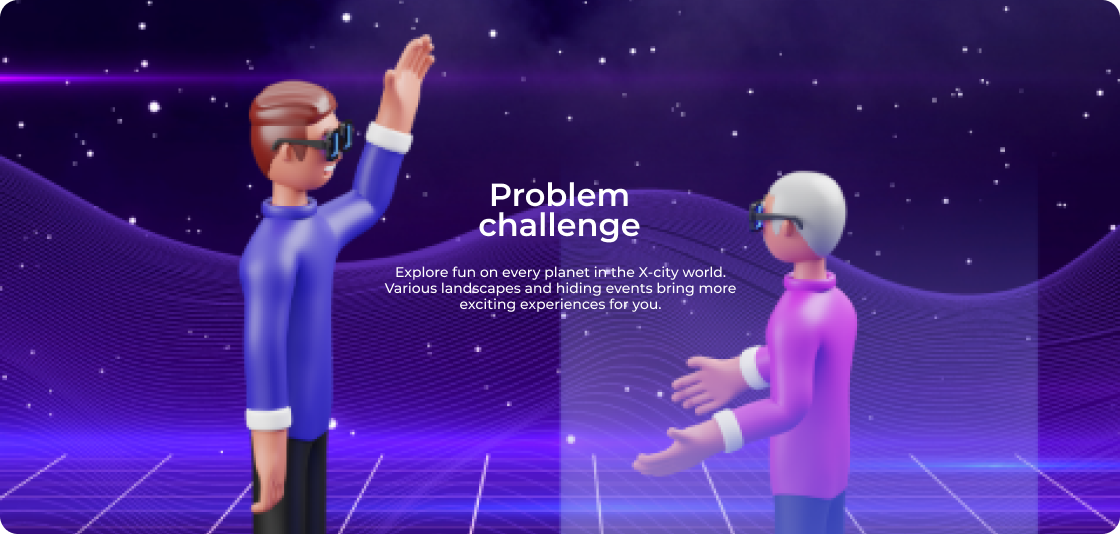 Problem
challenge
Explore fun on every planet in the X-city world.
Various landscapes and hiding events bring more
exciting experiences for you.